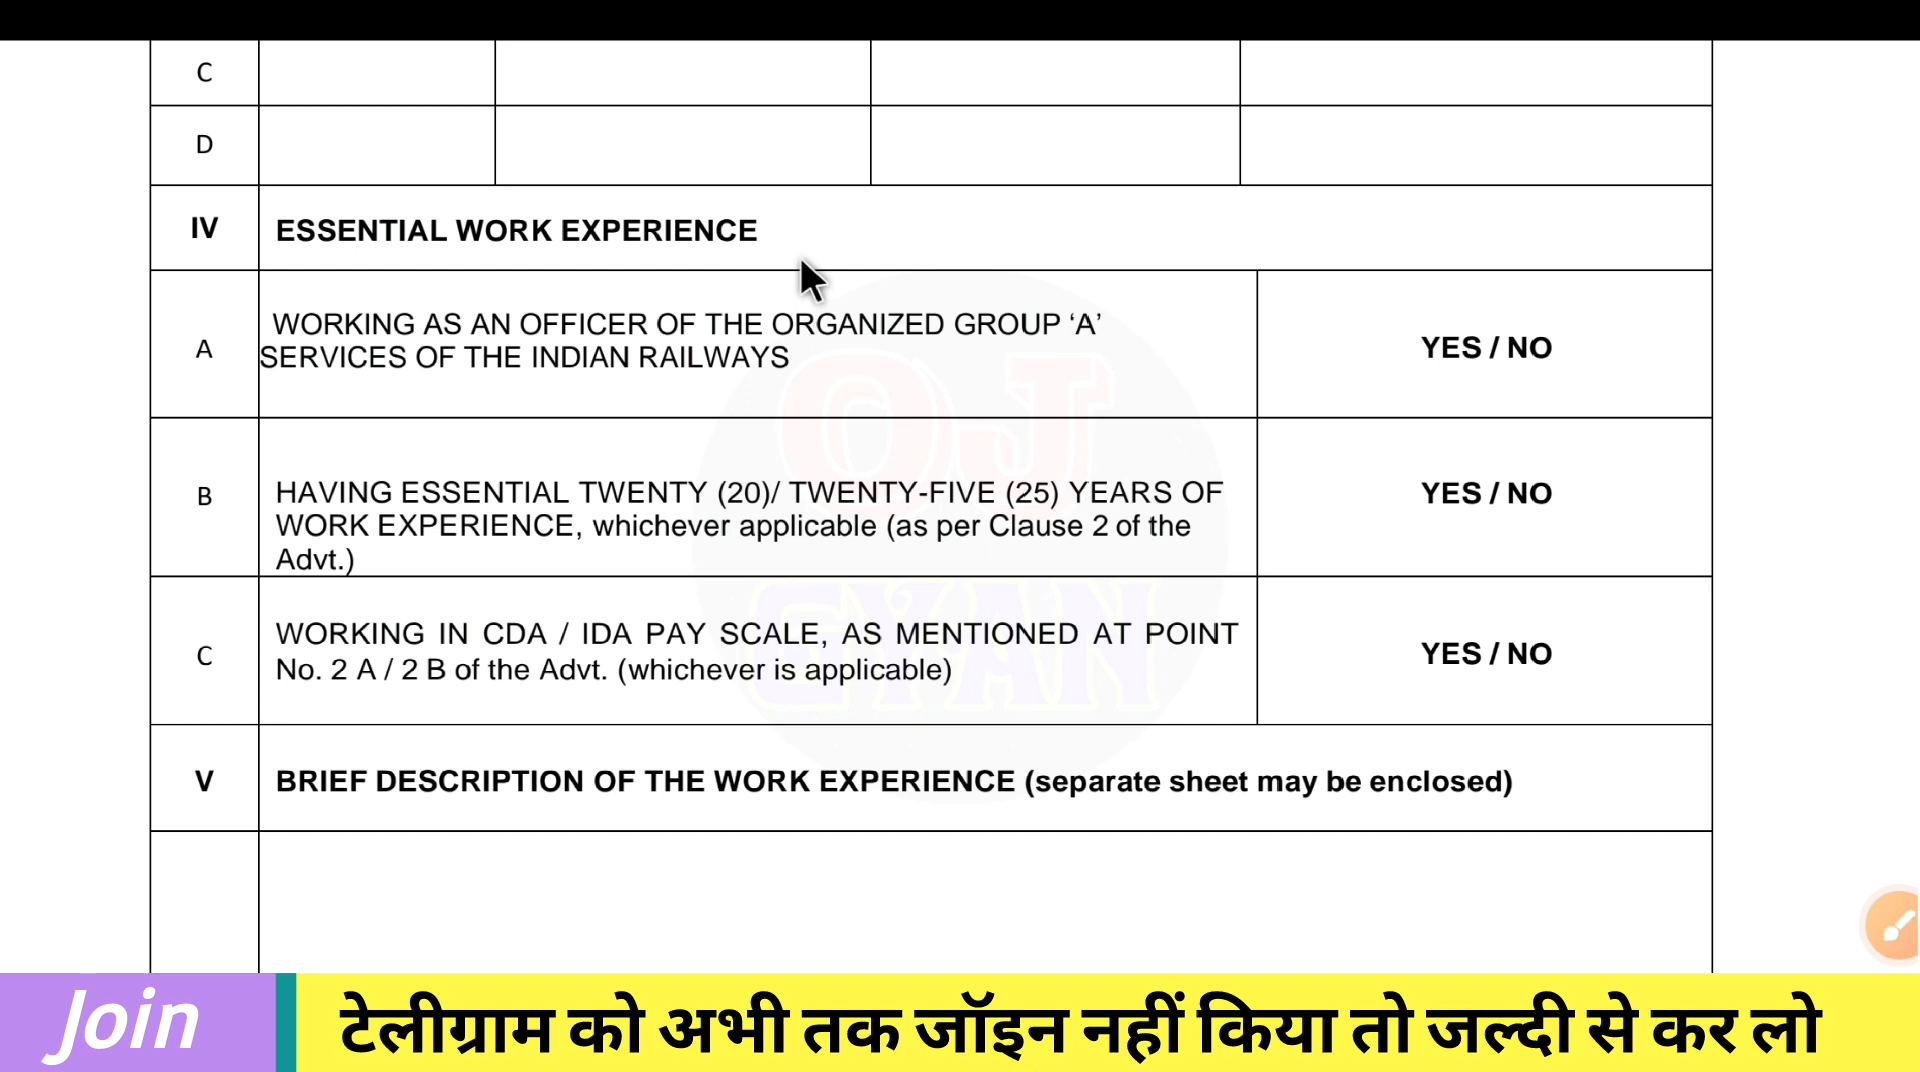 C
D
IV ESSENTIAL WORK EXPERIENCE
A WORKING AS AN OFFICER OF THE ORGANIZED GROUP ‘A’
SERVICES OF THE INDIAN RAILWAYS
YES / NO
B HAVING ESSENTIAL TWENTY (20)/ TWENTY-FIVE (25) YEARS OF
WORK EXPERIENCE, whichever applicable (as per Clause 2 of the
Advt.)
YES / NO
C WORKING IN CDA / IDA PAY SCALE, AS MENTIONED AT POINT
No. 2 A / 2 B of the Advt. (whichever is applicable)
YES / NO
V BRIEF DESCRIPTION OF THE WORK EXPERIENCE (separate sheet may be enclosed)
OJ
GYAN
Join टेलीग्राम को अभी तक जॉइन नहीं किया तो जल्दी से कर लो